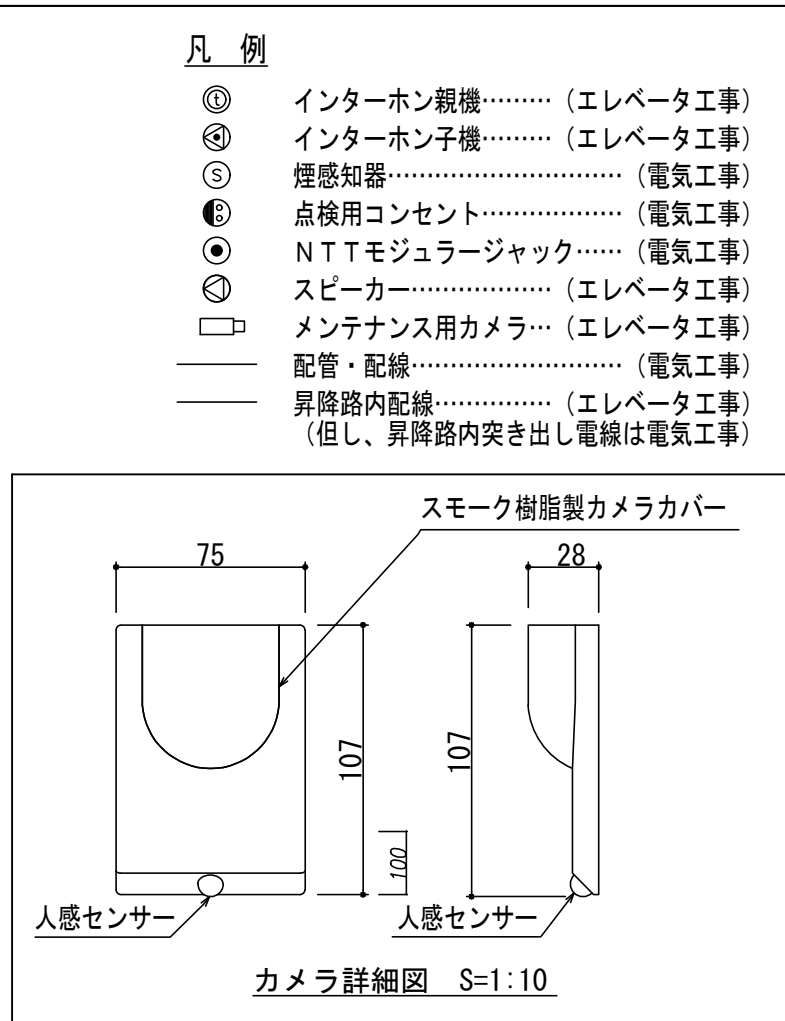 凡　例
ⓣ インターホン親機………（エレベータ工事）
インターホン子機………（エレベータ工事）
Ⓢ 煙感知器…………………………（電気工事）
点検用コンセント………………（電気工事）
ＮＴＴモジュラージャック……（電気工事）
スピーカー………………（エレベータ工事）
メンテナンス用カメラ…（エレベータ工事）
配管・配線………………………（電気工事）
昇降路内配線……………（エレベータ工事）
（但し、昇降路内突き出し電線は電気工事）
スモーク樹脂製カメラカバー
75
28
107
107
100
人感センサー
人感センサー
カメラ詳細図　S=1:10